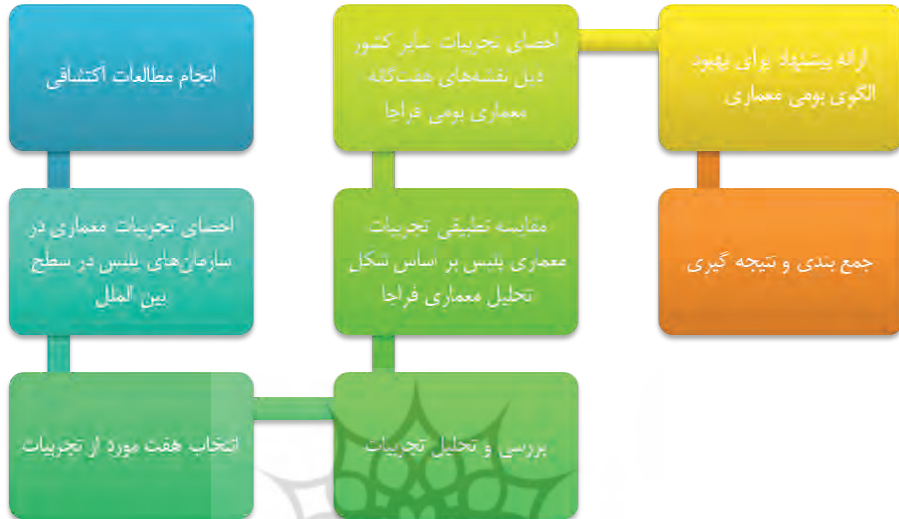 انجام مطالعات اکتشافی
احصای تجربیات معماری در
سازمان‌های پلیس در سطح
بین الملل
انتخاب هفت مورد از تجربیات
بررسی و تحلیل تجربیات
مقایسه تطبیقی تجربیات
معماری پلیس بر اساس شکل
تحلیل معماری فراجا
احصای تجربیات سایر کشور
ذیل نقشه‌های هفت‌گانه
معماری بومی فراجا
ارائه پیشنهاد برای بهبود
الگوی بومی معماری
جمع بندی و نتیجه گیری